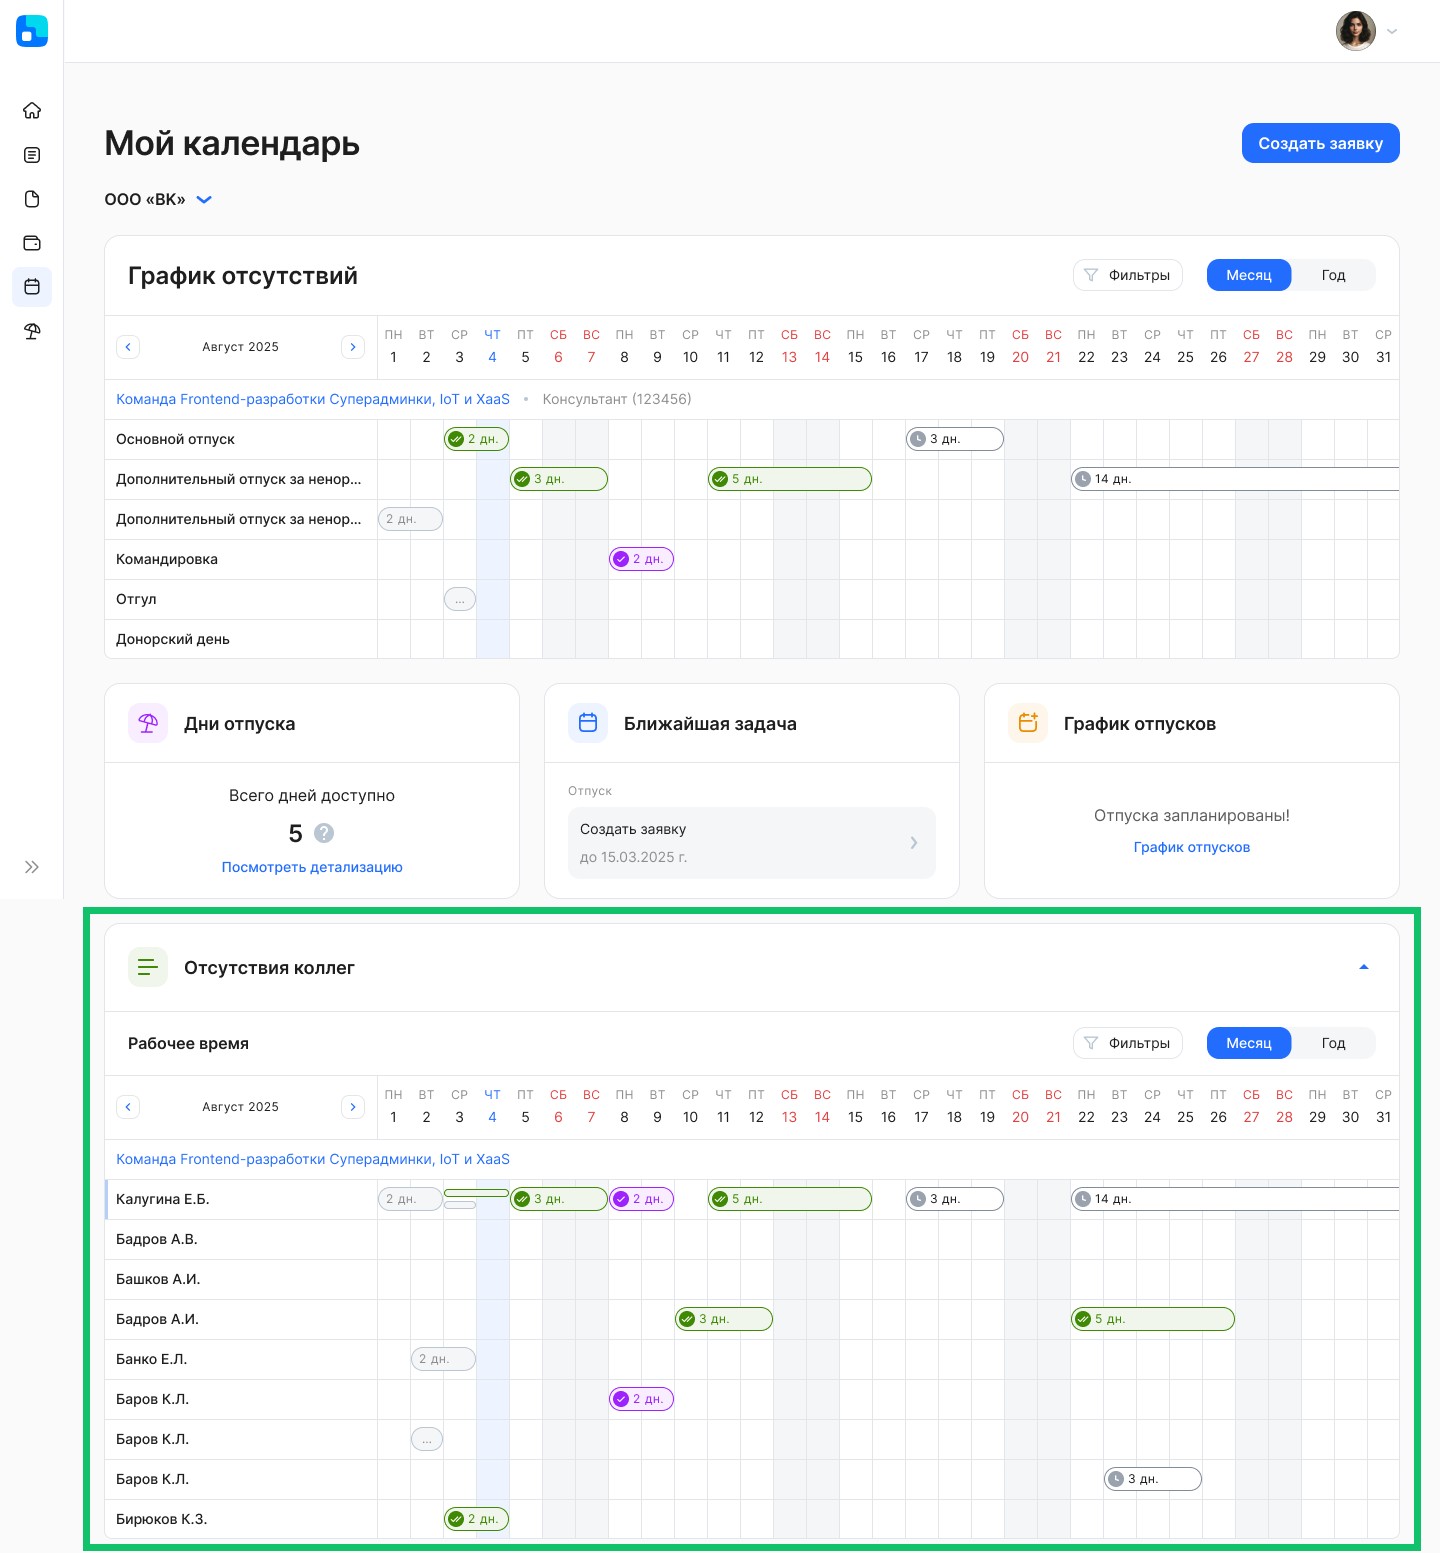 Мой календарь
Создать заявку
ООО «ВК»
График отсутствий
Фильтры
Месяц
Год
Август 2025
ПН ВТ СР ЧТ ПТ СБ ВС ПН ВТ СР ЧТ ПТ СБ ВС ПН ВТ СР ЧТ ПТ СБ ВС ПН ВТ СР ЧТ ПТ СБ ВС ПН ВТ СР
1 2 3 4 5 6 7 8 9 10 11 12 13 14 15 16 17 18 19 20 21 22 23 24 25 26 27 28 29 30 31
Команда Frontend-разработки Суперадминки, IoT и XaaS • Консультант (123456)
Основной отпуск 2 дн. 3 дн.
Дополнительный отпуск за ненор... 3 дн. 5 дн. 14 дн.
Дополнительный отпуск за ненор... 2 дн.
Командировка 2 дн.
Отгул ...
Донорский день
Дни отпуска
Всего дней доступно
5 ?
Посмотреть детализацию
Ближайшая задача
Отпуск
Создать заявку
до 15.03.2025 г.
График отпусков
Отпуска запланированы!
График отпусков
Отсутствия коллег
Рабочее время
Фильтры
Месяц
Год
Август 2025
ПН ВТ СР ЧТ ПТ СБ ВС ПН ВТ СР ЧТ ПТ СБ ВС ПН ВТ СР ЧТ ПТ СБ ВС ПН ВТ СР ЧТ ПТ СБ ВС ПН ВТ СР
1 2 3 4 5 6 7 8 9 10 11 12 13 14 15 16 17 18 19 20 21 22 23 24 25 26 27 28 29 30 31
Команда Frontend-разработки Суперадминки, IoT и XaaS
Калугина Е.Б. 2 дн. 3 дн. 2 дн. 5 дн. 3 дн. 14 дн.
Бадров А.В.
Башков А.И.
Бадров А.И. 3 дн. 5 дн.
Банко Е.Л. 2 дн.
Баров К.Л. 2 дн.
Баров К.Л. ...
Баров К.Л. 3 дн.
Бирюков К.З. 2 дн.